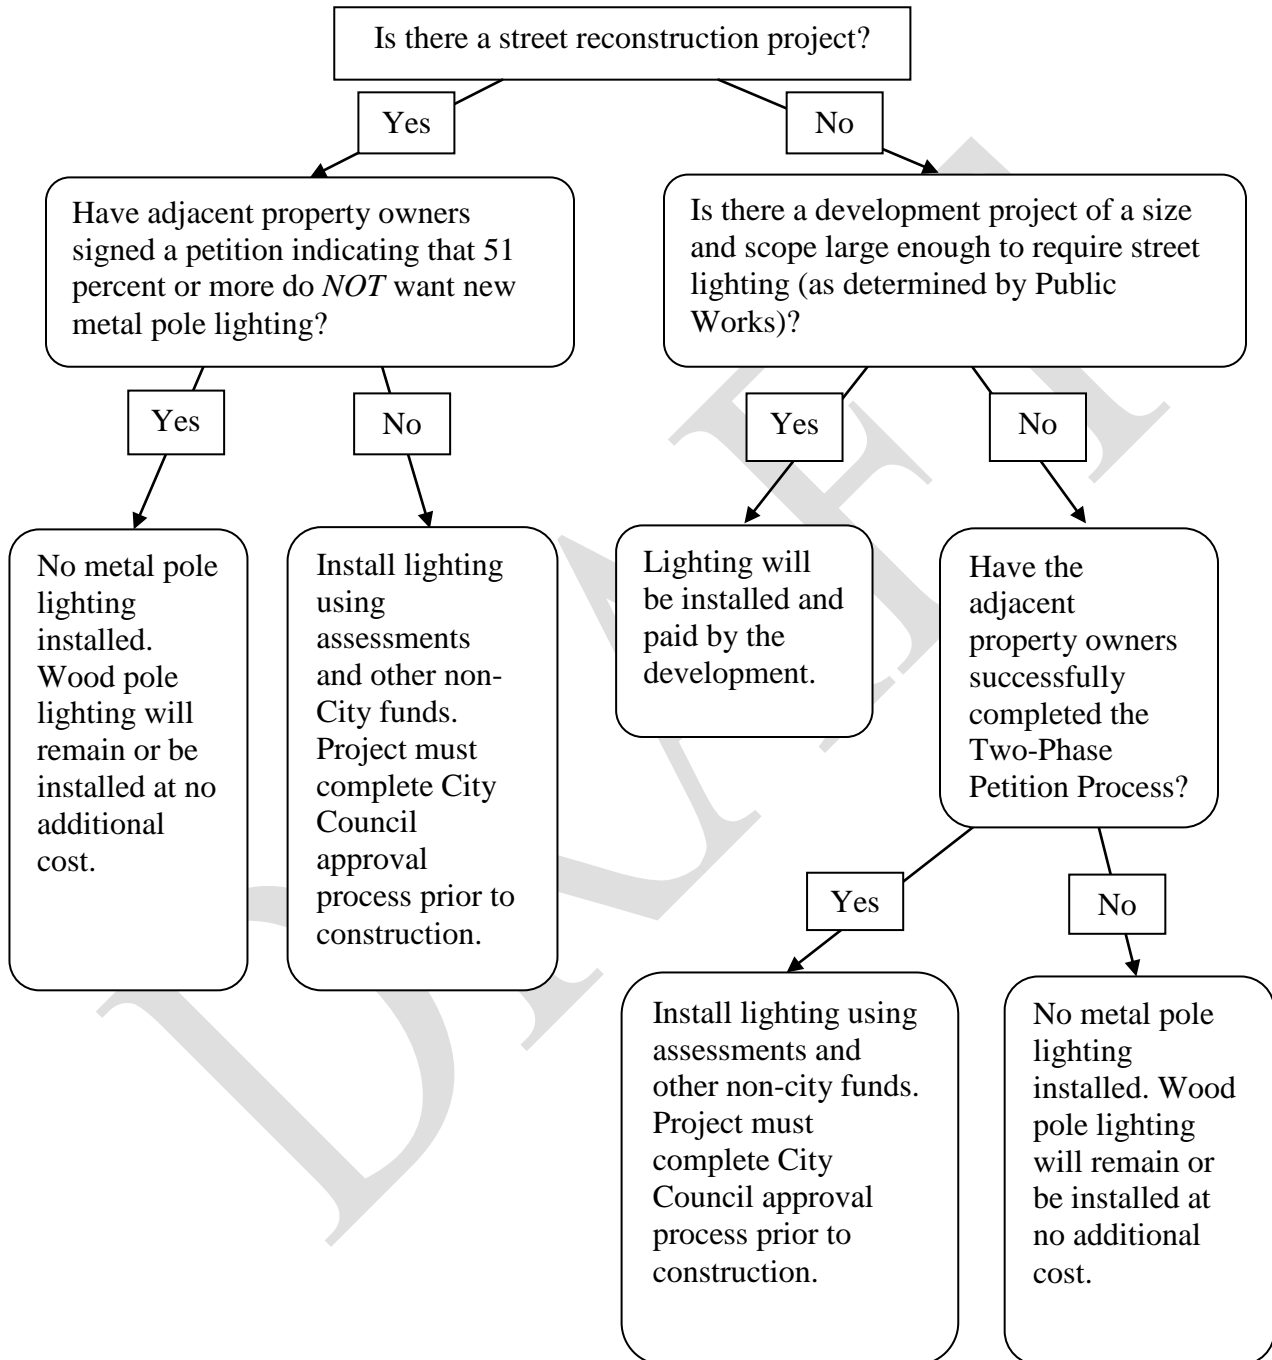 Is there a street reconstruction project?
Yes
No
Have adjacent property owners
signed a petition indicating that 51
percent or more do NOT want new
metal pole lighting?
Is there a development project of a size
and scope large enough to require street
lighting (as determined by Public
Works)?
Yes
No
Yes
No
No metal pole
lighting
installed.
Wood pole
lighting will
remain or be
installed at no
additional
cost.
Install lighting
using
assessments
and other non-
City funds.
Project must
complete City
Council
approval
process prior to
construction.
Lighting will
be installed and
paid by the
development.
Have the
adjacent
property owners
successfully
completed the
Two-Phase
Petition Process?
Yes
No
Install lighting using
assessments and
other non-city funds.
Project must
complete City
Council approval
process prior to
construction.
No metal pole
lighting
installed. Wood
pole lighting
will remain or
be installed at
no additional
cost.
DRAFT